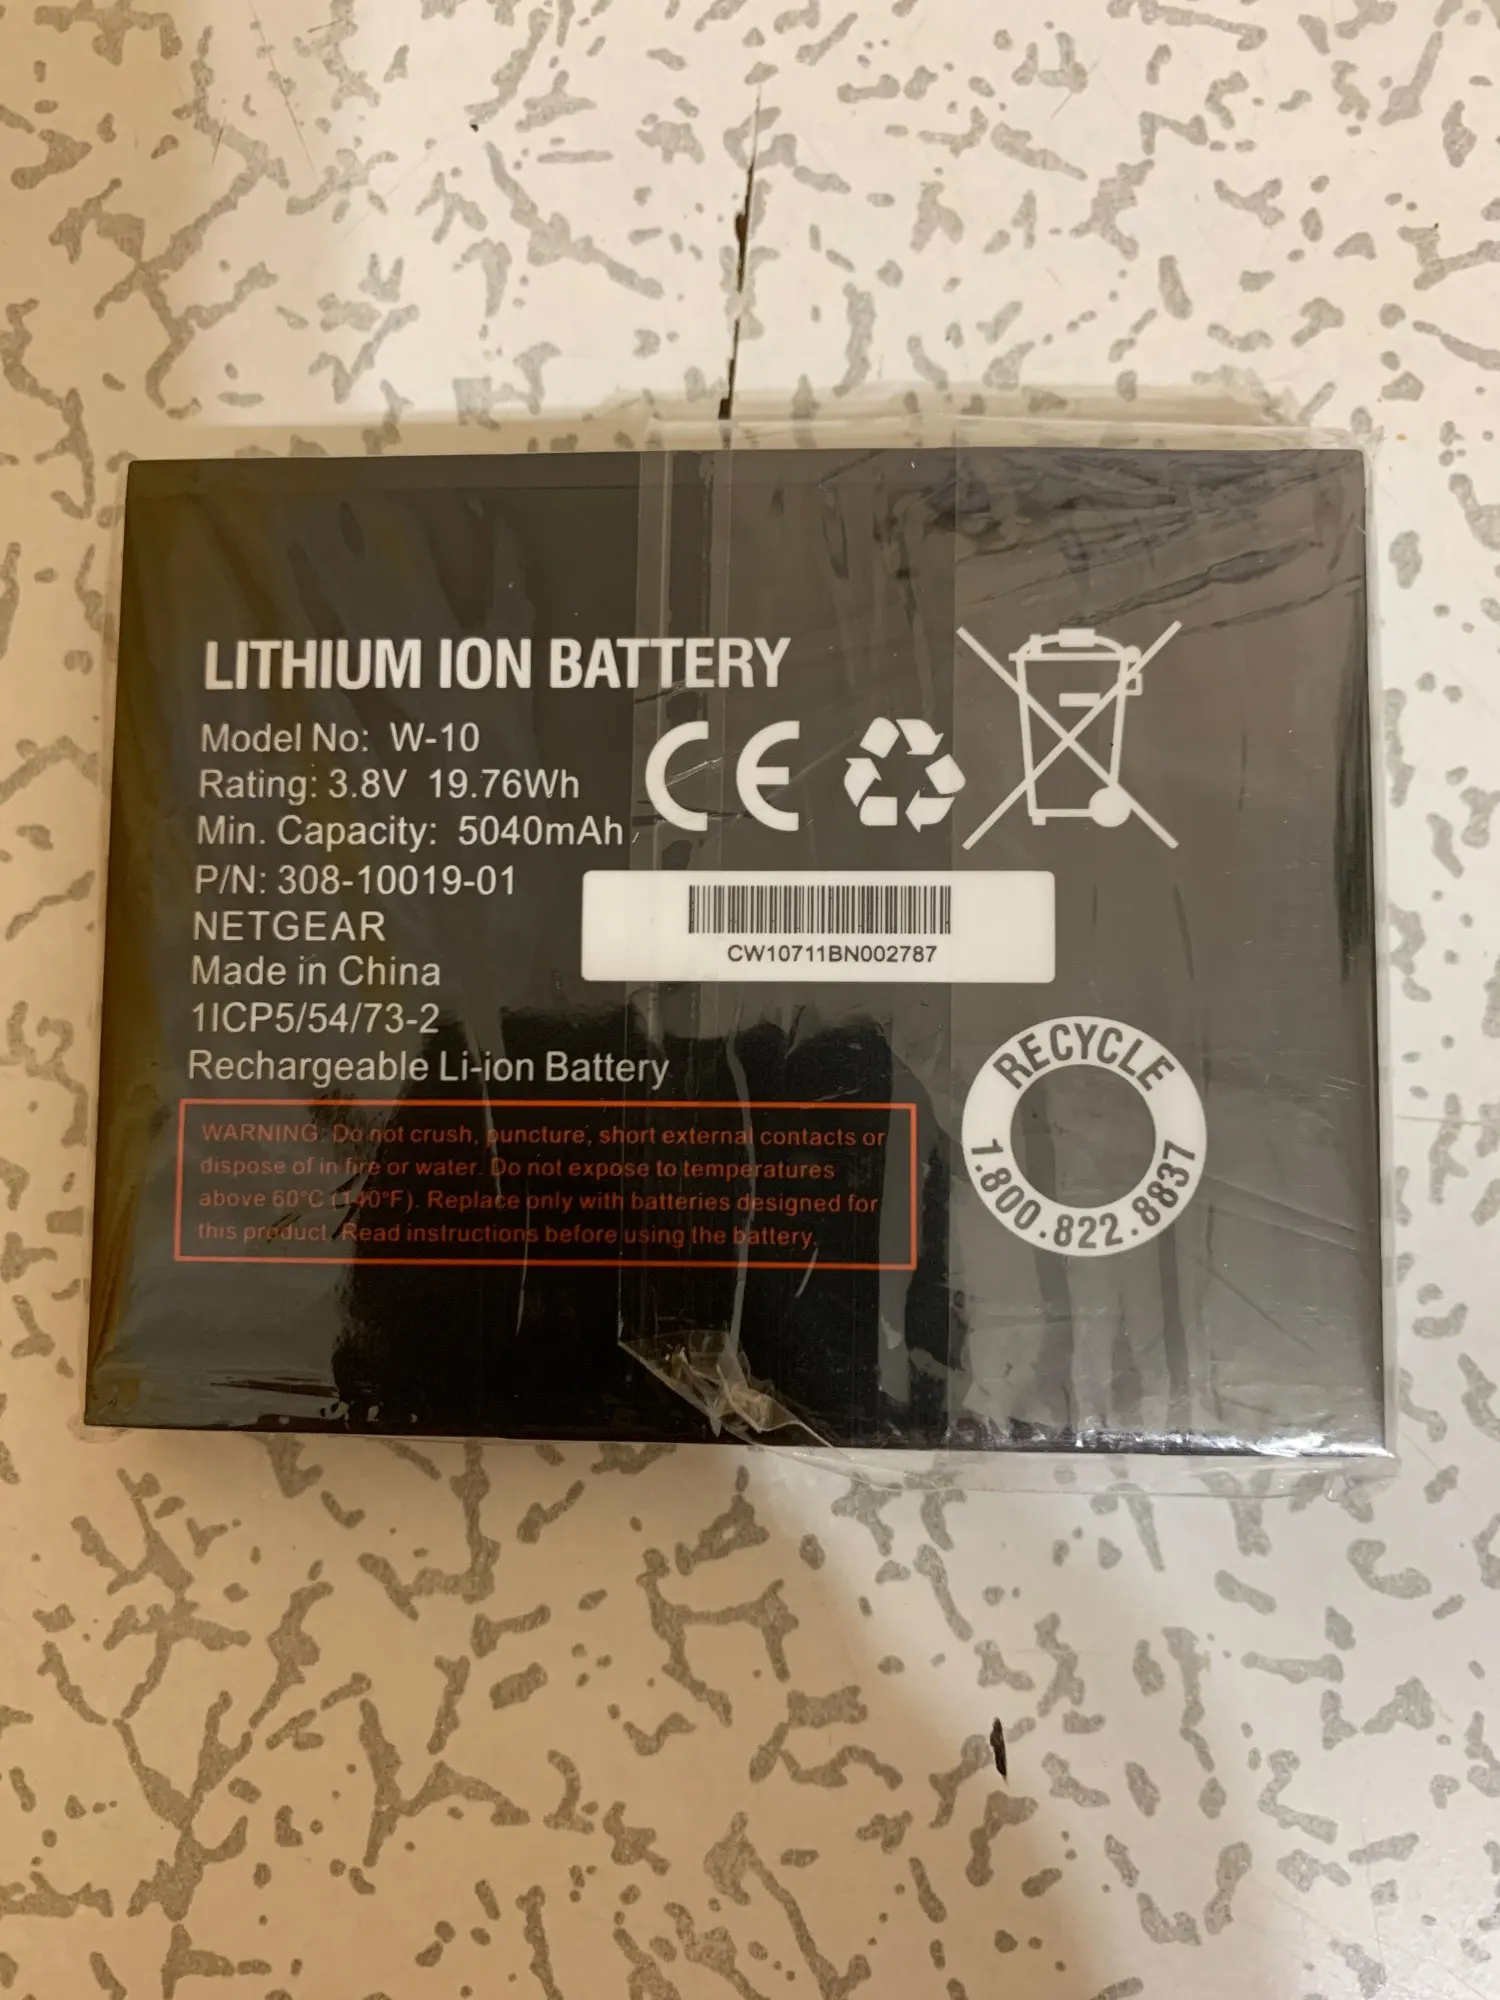 LITHIUM ION BATTERY
Model No: W-10
Rating: 3.8V 19.76Wh
Min. Capacity: 5040mAh
P/N: 308-10019-01
NETGEAR
Made in China
1ICP5/54/73-2
Rechargeable Li-ion Battery
CE
CW10711BN002787
WARNING: Do not crush, puncture, short external contacts or
dispose of in fire or water. Do not expose to temperatures
above 60°C (140°F). Replace only with batteries designed for
this product. Read instructions before using the battery.
RECYCLE
1.800.822.8837